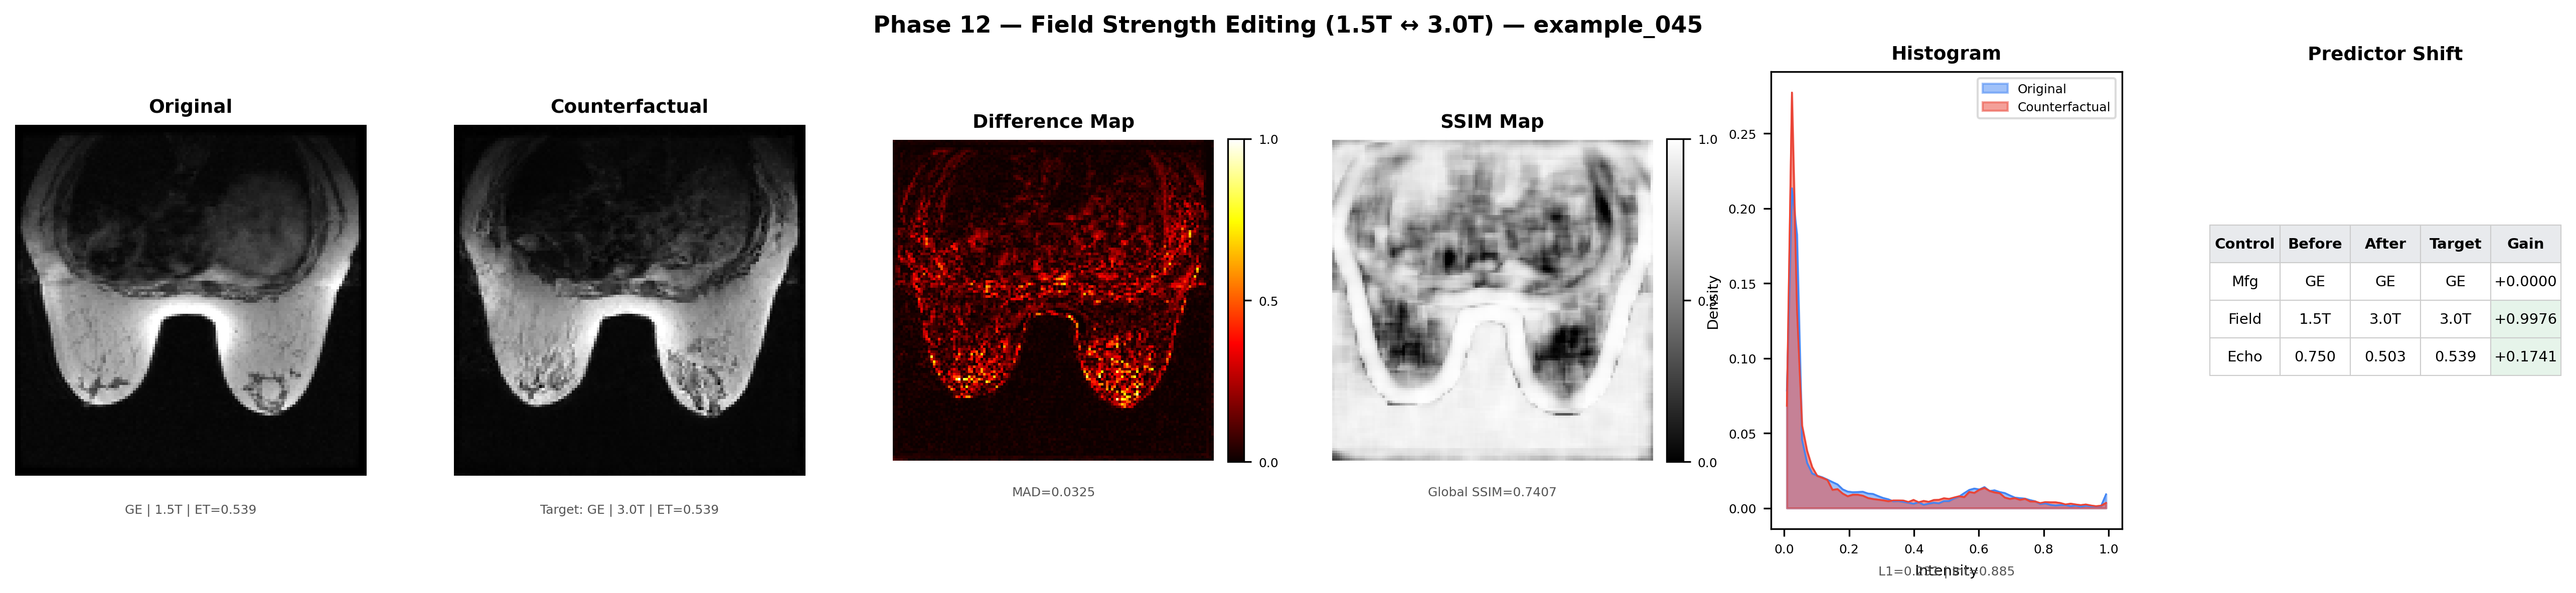 Phase 12 — Field Strength Editing (1.5T ↔ 3.0T) — example_045
Original
GE | 1.5T | ET=0.539
Counterfactual
Target: GE | 3.0T | ET=0.539
Difference Map
1.0
0.5
0.0
MAD=0.0325
SSIM Map
1.0
0.0
Global SSIM=0.7407
Histogram
Original
Counterfactual
Density
0.25
0.20
0.15
0.10
0.05
0.00
0.0 0.2 0.4 0.6 0.8 1.0
Intensity
Predictor Shift
Control Before After Target Gain
Mfg GE GE GE +0.0000
Field 1.5T 3.0T 3.0T +0.9976
Echo 0.750 0.503 0.539 +0.1741